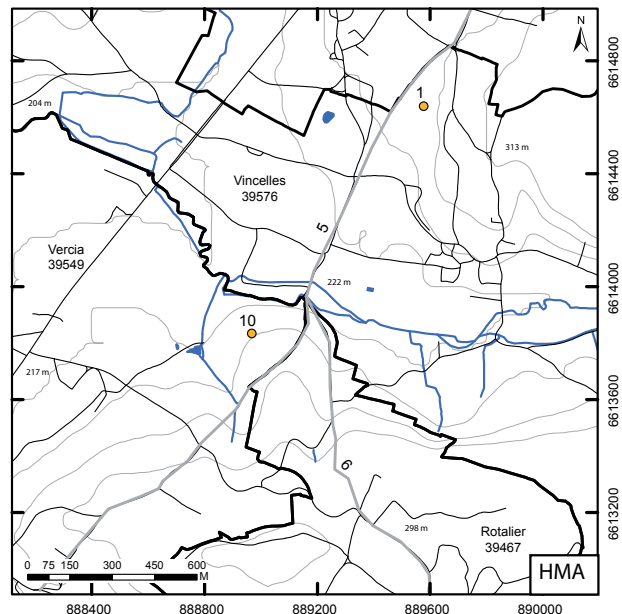 N
6614800
204 m
1
313 m
6614400
Vincelles
39576
5
Vercia
39549
222 m
6614000
10
217 m
6613600
6
298 m
6613200
Rotalier
39467
HMA
0 75 150 300 450 600
M
888400 888800 889200 889600 890000